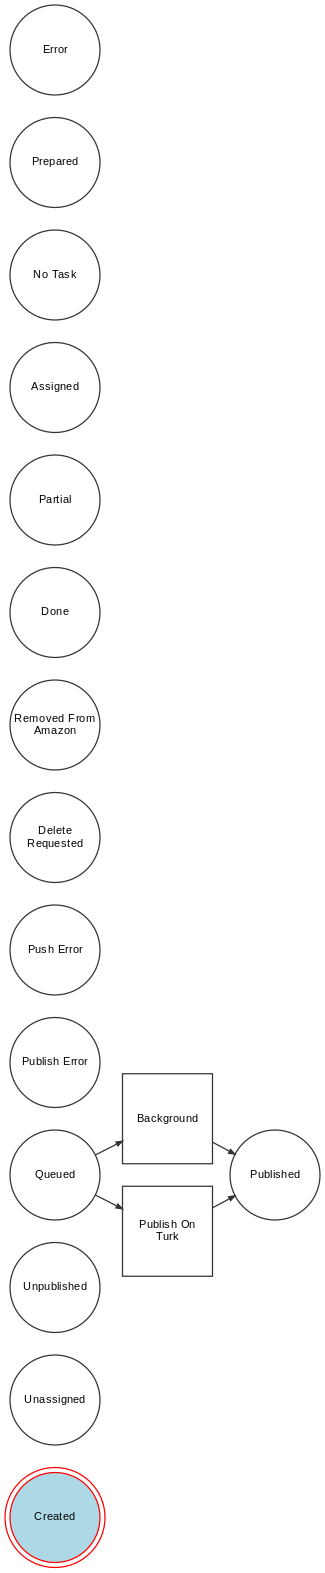 Error
Prepared
No Task
Assigned
Partial
Done
Removed From
Amazon
Delete
Requested
Push Error
Publish Error
Background
Queued
Published
Publish On
Turk
Unpublished
Unassigned
Created